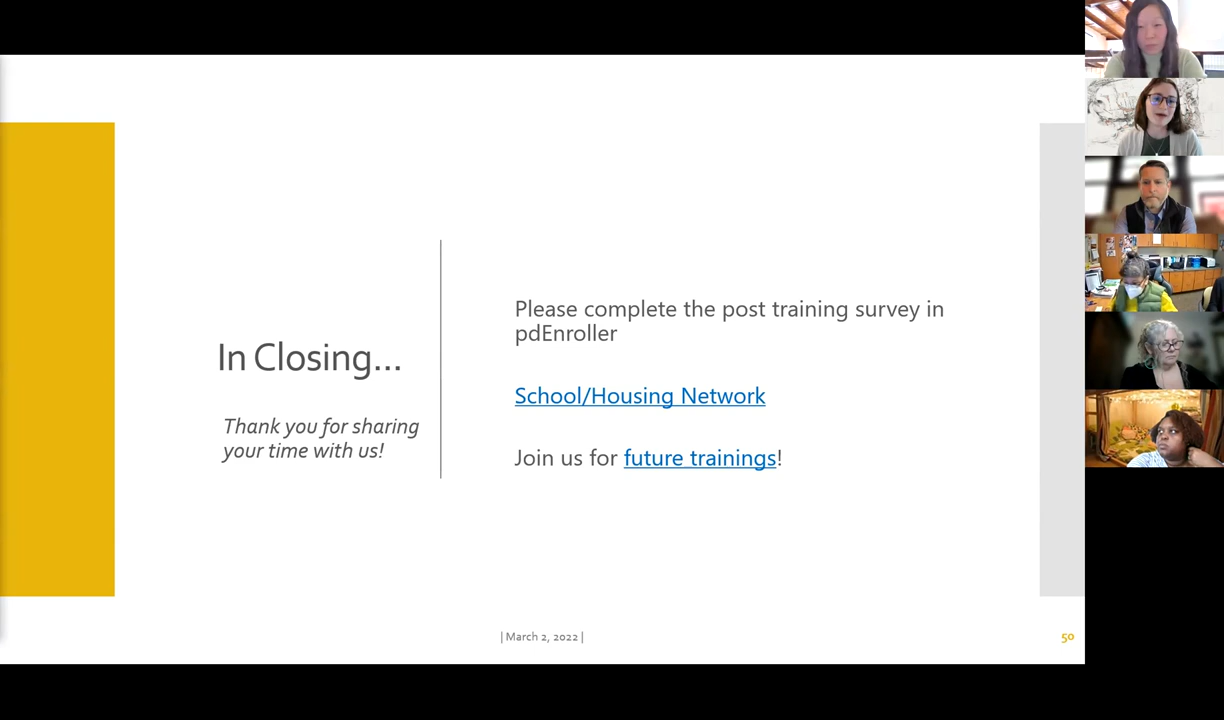 In Closing...
Thank you for sharing
your time with us!
Please complete the post training survey in
pdEnroller
School/Housing Network
Join us for future trainings!
| March 2, 2022 |
50